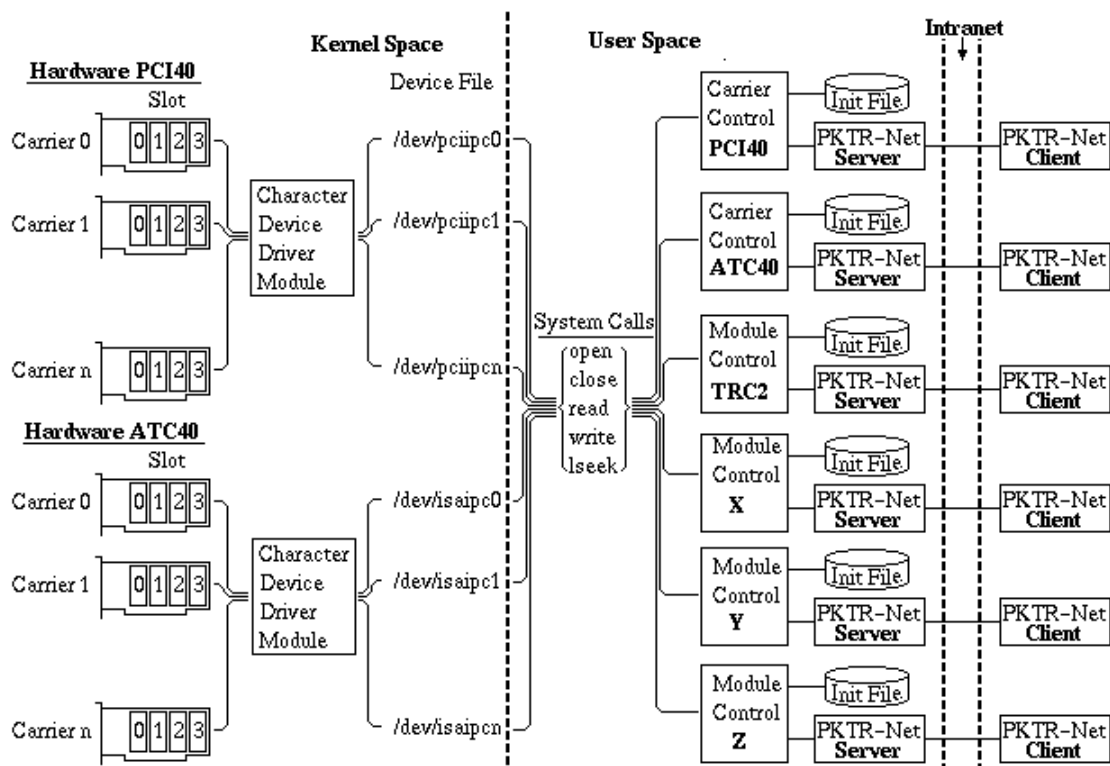 Kernel Space
User Space
Intranet
Hardware PCI40
Slot
Device File
Carrier 0
0 1 2 3
/dev/pciipc0
Carrier 1
0 1 2 3
/dev/pciipc1
Character
Device
Driver
Module
Carrier n
0 1 2 3
/dev/pciipcn
Hardware ATC40
Slot
Carrier 0
0 1 2 3
/dev/isaipc0
Carrier 1
0 1 2 3
/dev/isaipc1
Character
Device
Driver
Module
Carrier n
0 1 2 3
/dev/isaipcn
System Calls
open
close
read
write
lseek
Carrier
Control
PCI40
Init File
PKTR-Net
Server
PKTR-Net
Client
Carrier
Control
ATC40
Init File
PKTR-Net
Server
PKTR-Net
Client
Module
Control
TRC2
Init File
PKTR-Net
Server
PKTR-Net
Client
Module
Control
X
Init File
PKTR-Net
Server
PKTR-Net
Client
Module
Control
Y
Init File
PKTR-Net
Server
PKTR-Net
Client
Module
Control
Z
Init File
PKTR-Net
Server
PKTR-Net
Client